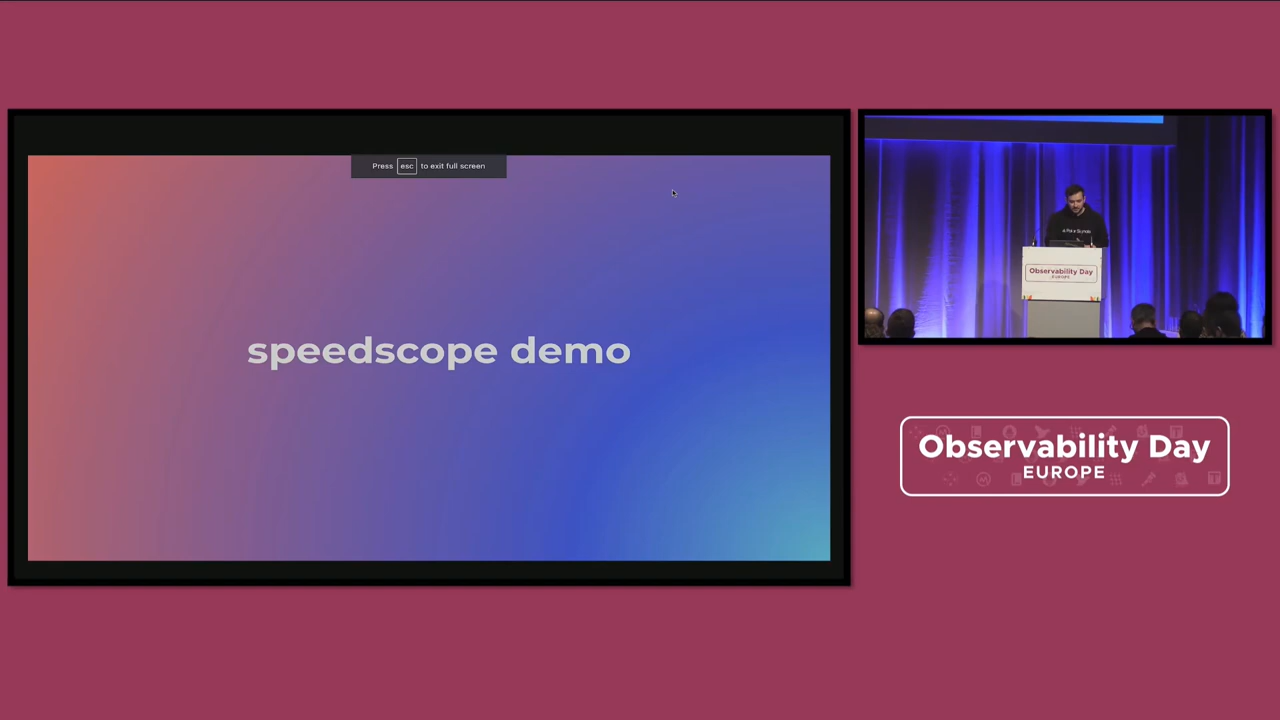 Press esc to exit full screen
speedscope demo
Observability Day
EUROPE
Observability Day
EUROPE